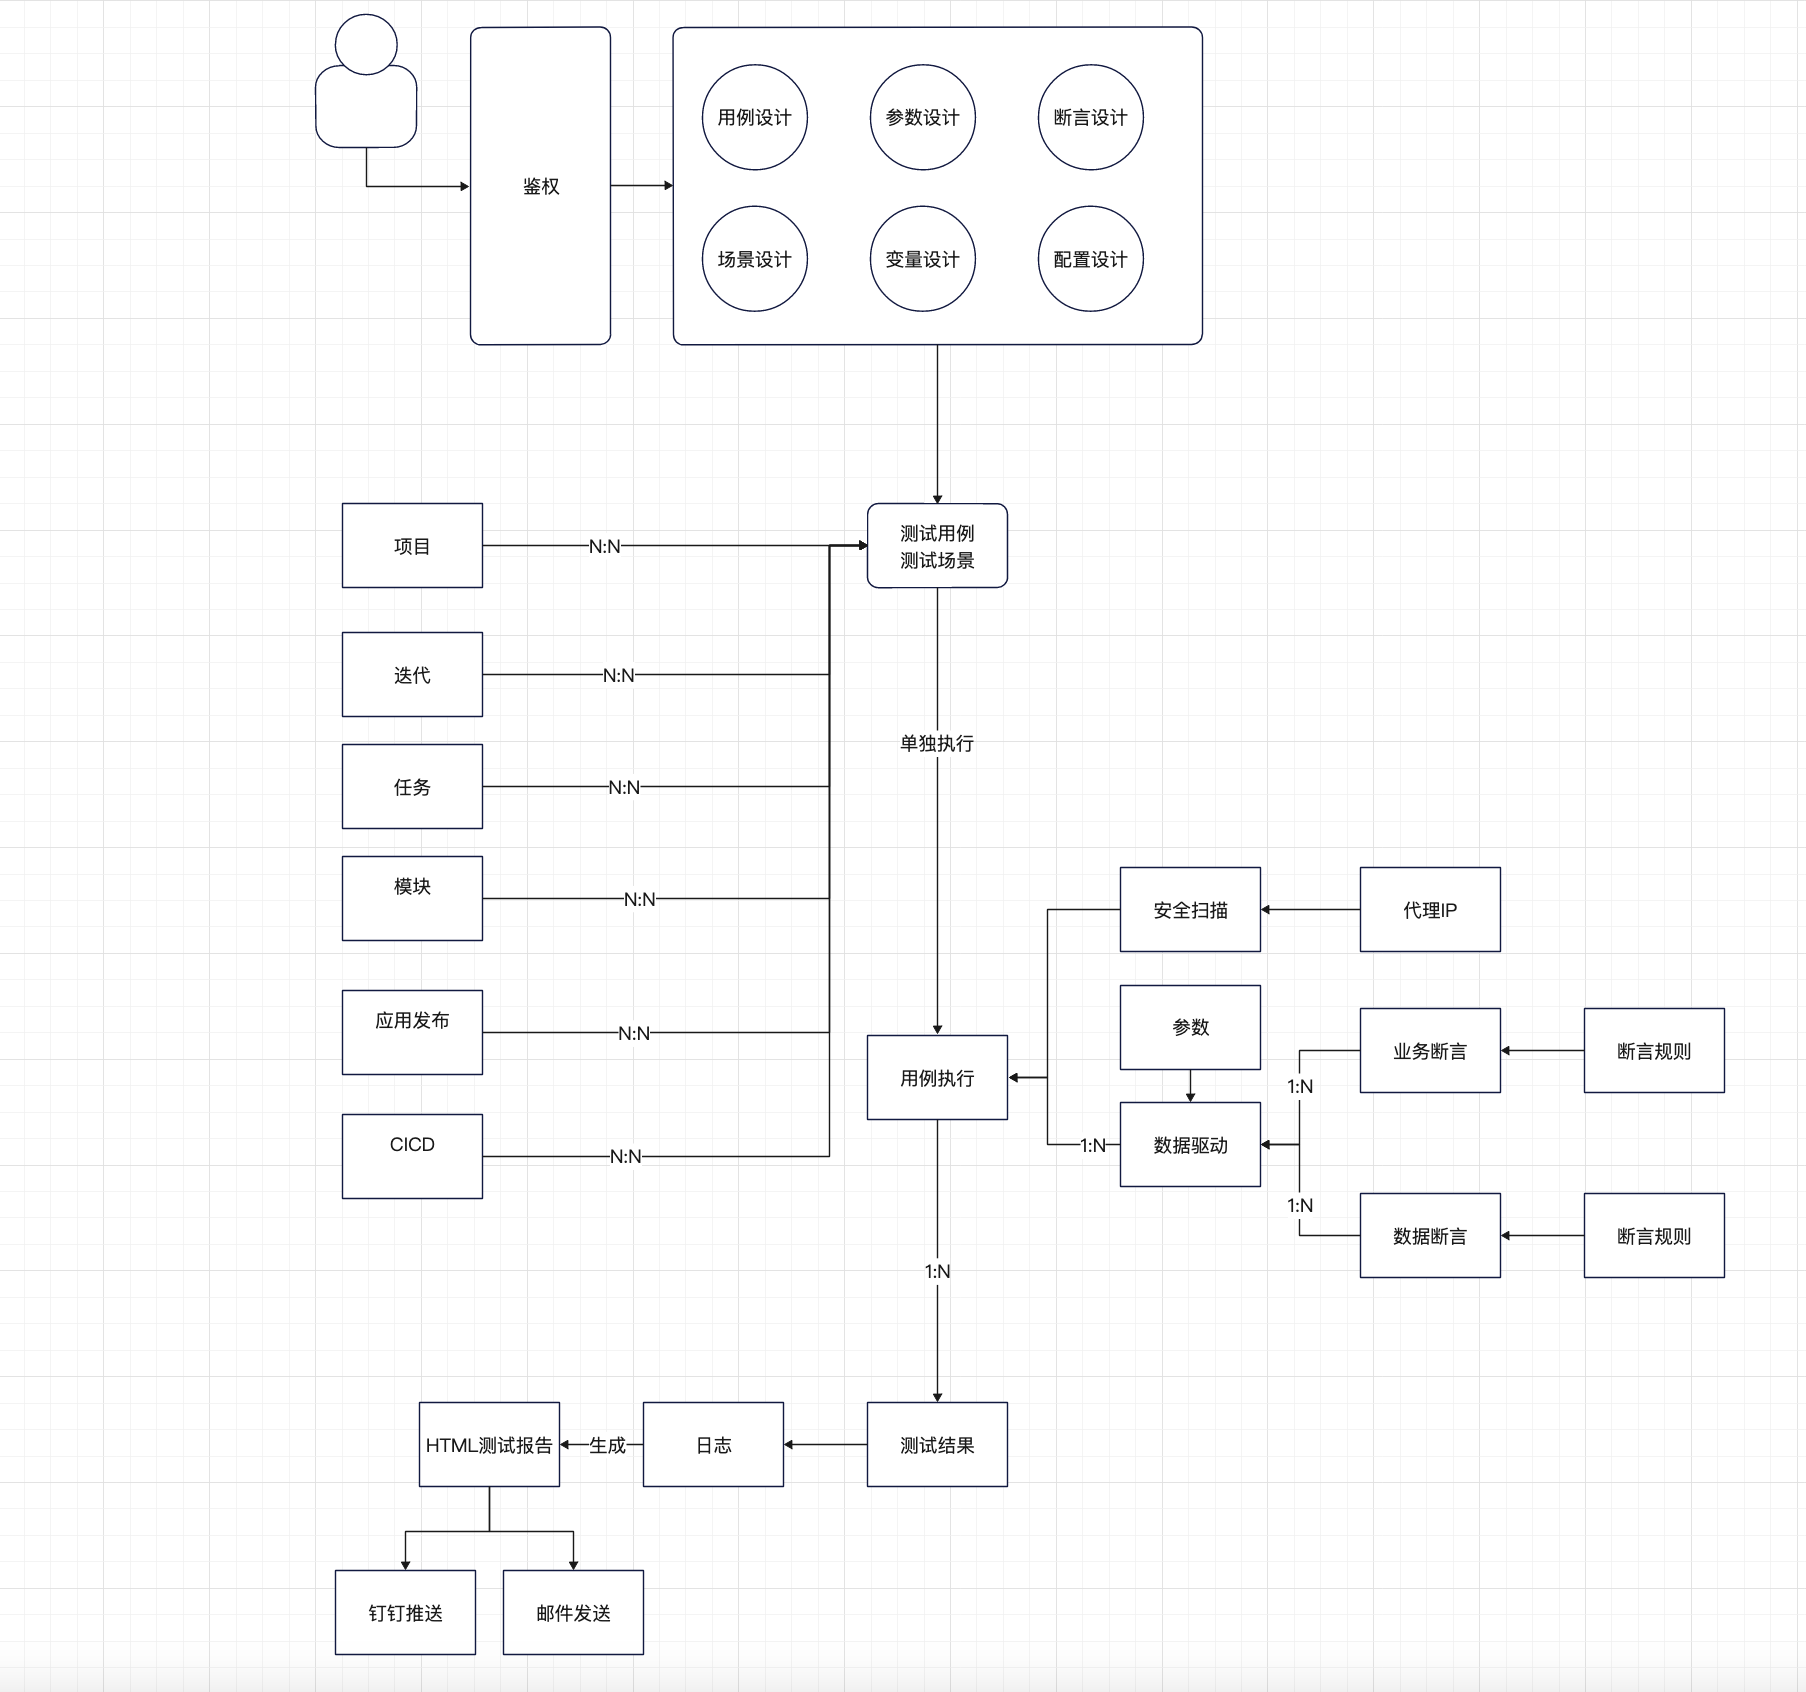 用例设计
参数设计
断言设计
鉴权
场景设计
变量设计
配置设计
项目
N:N
测试用例
测试场景
迭代
N:N
单独执行
任务
N:N
模块
N:N
安全扫描
代理IP
应用发布
N:N
参数
业务断言
断言规则
用例执行
1:N
CICD
N:N
1:N
数据驱动
1:N
数据断言
断言规则
1:N
HTML测试报告
生成
日志
测试结果
钉钉推送
邮件发送